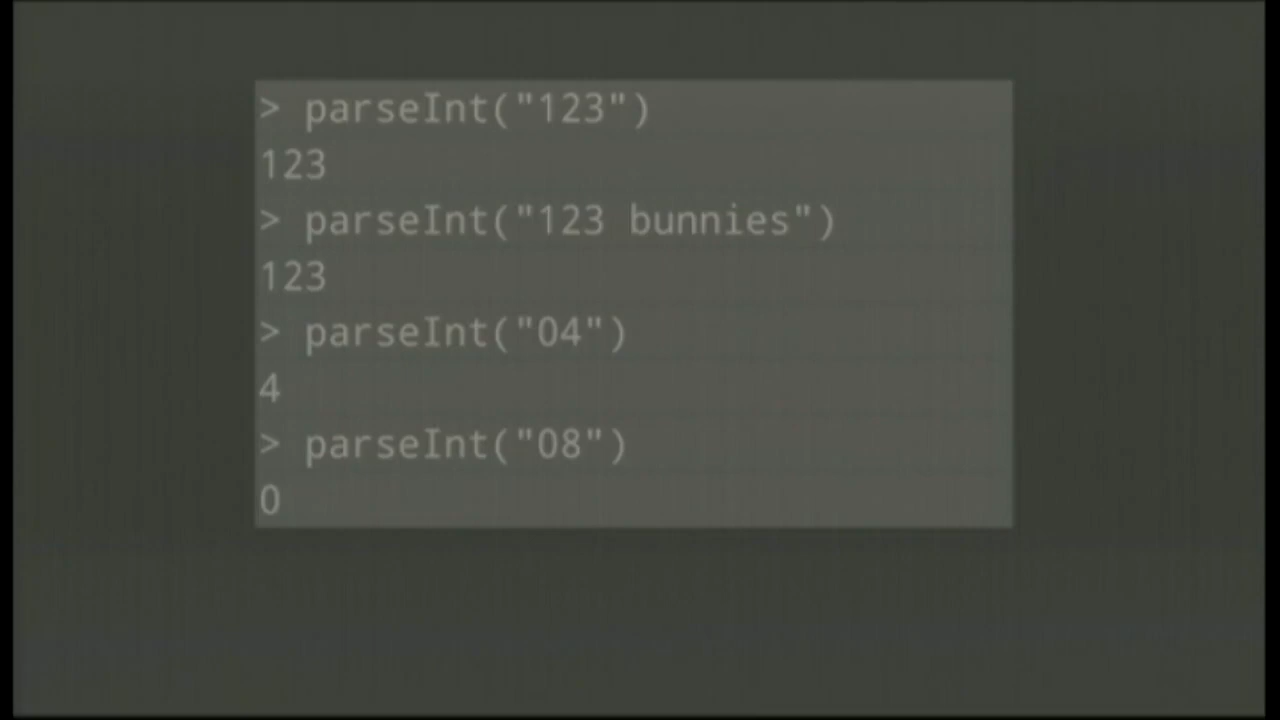 > parseInt("123")
123
> parseInt("123 bunnies")
123
> parseInt("04")
4
> parseInt("08")
0